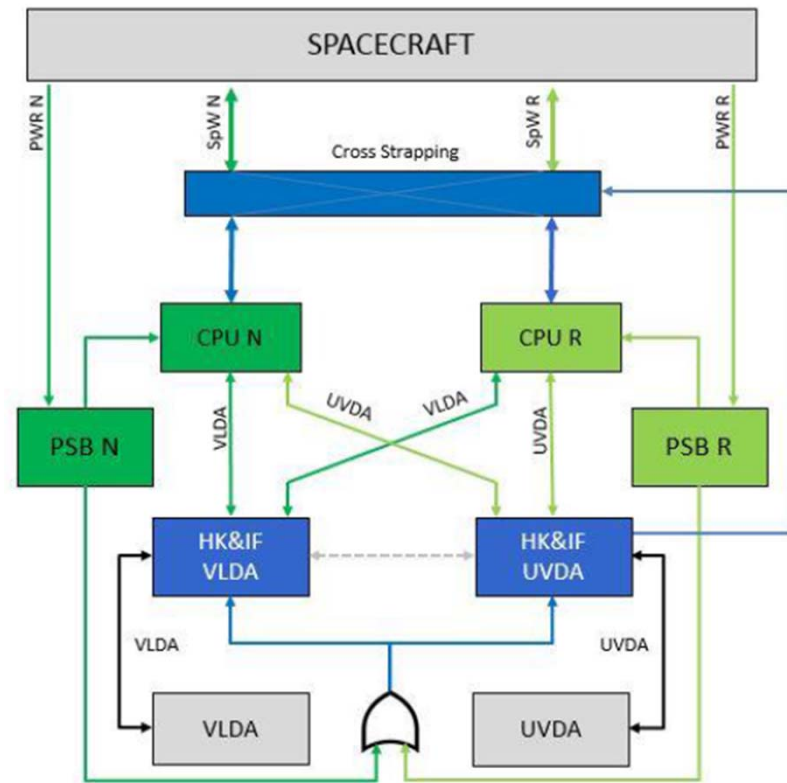 SPACECRAFT
PWR N
SpW N
SpW R
PWR R
Cross Strapping
CPU N
CPU R
VLDA
UVDA
VLDA
UVDA
PSB N
PSB R
HK&IF
VLDA
HK&IF
UVDA
VLDA
UVDA
VLDA
UVDA